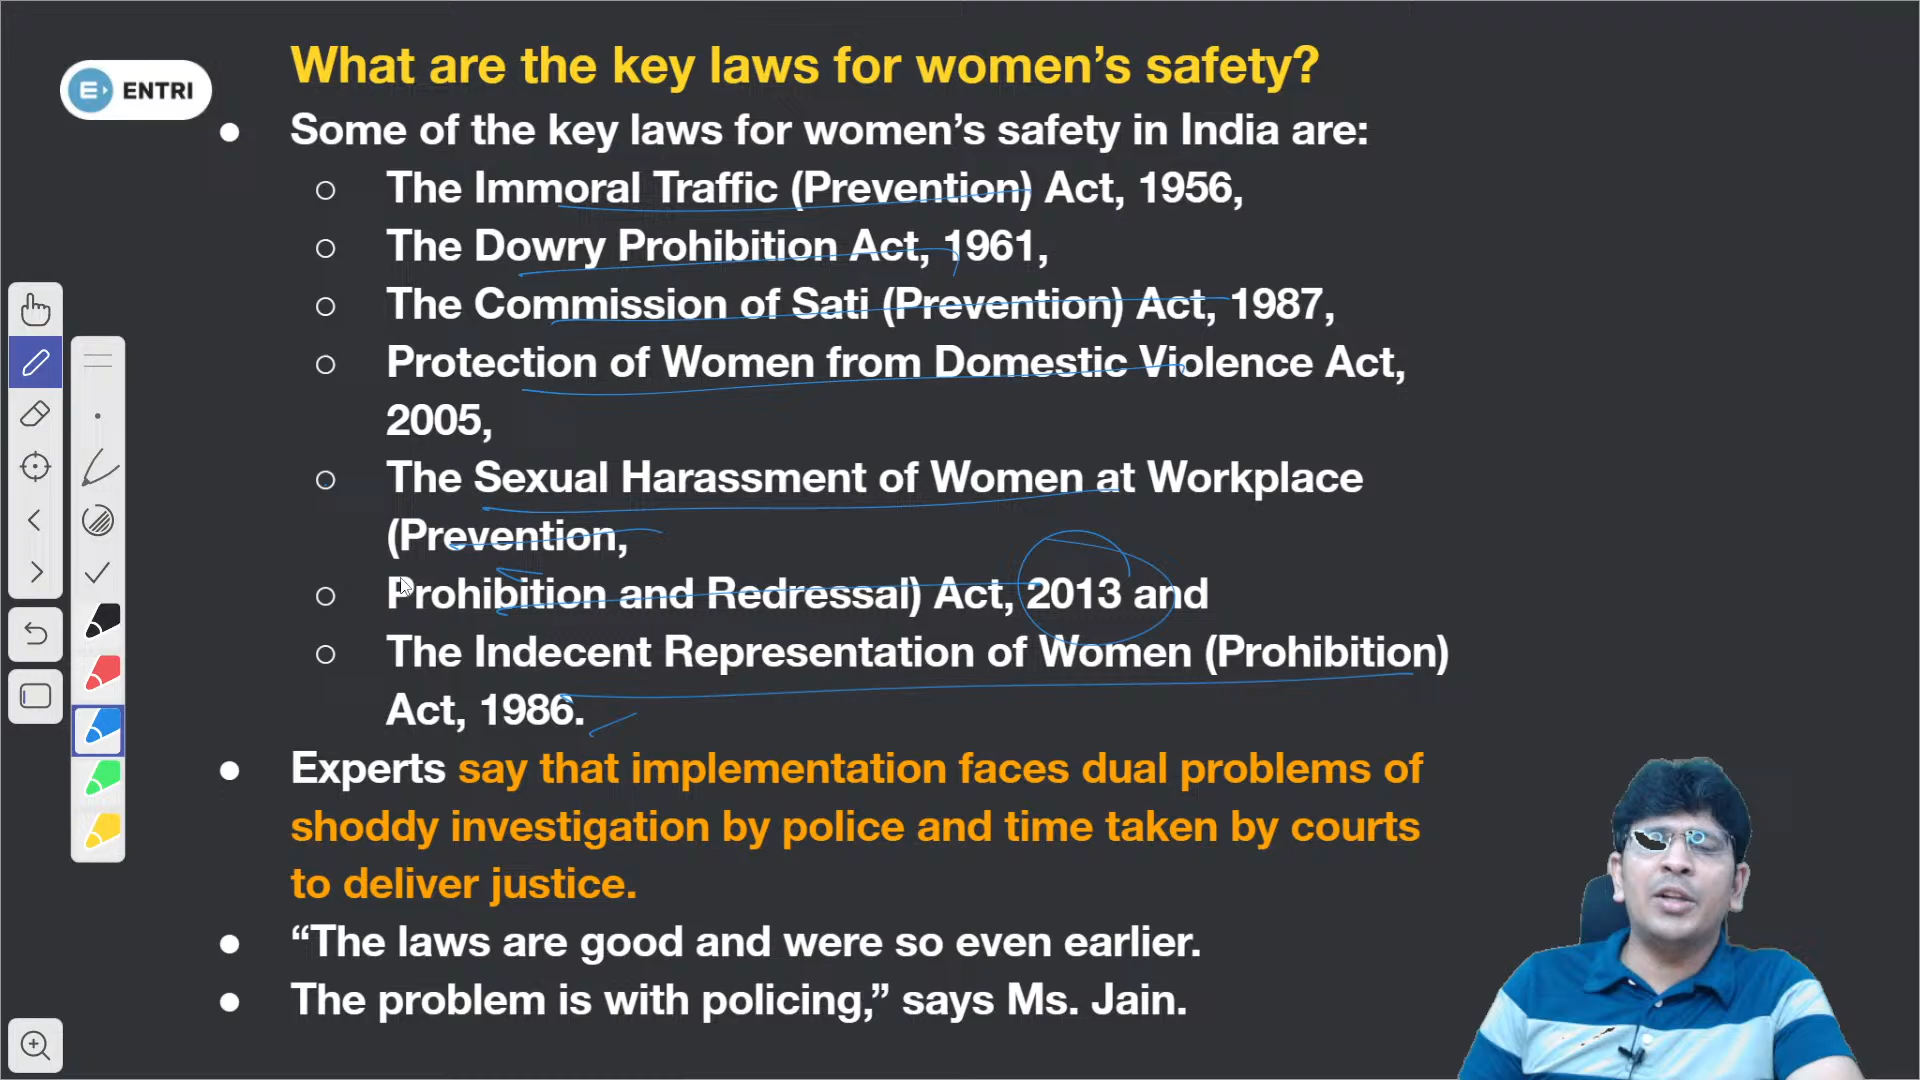 What are the key laws for women’s safety?
ENTRI
● Some of the key laws for women’s safety in India are:
○ The Immoral Traffic (Prevention) Act, 1956,
○ The Dowry Prohibition Act, 1961,
○ The Commission of Sati (Prevention) Act, 1987,
○ Protection of Women from Domestic Violence Act,
2005,
○ The Sexual Harassment of Women at Workplace
(Prevention,
○ Prohibition and Redressal) Act, 2013 and
○ The Indecent Representation of Women (Prohibition)
Act, 1986.
● Experts say that implementation faces dual problems of
shoddy investigation by police and time taken by courts
to deliver justice.
● “The laws are good and were so even earlier.
● The problem is with policing,” says Ms. Jain.